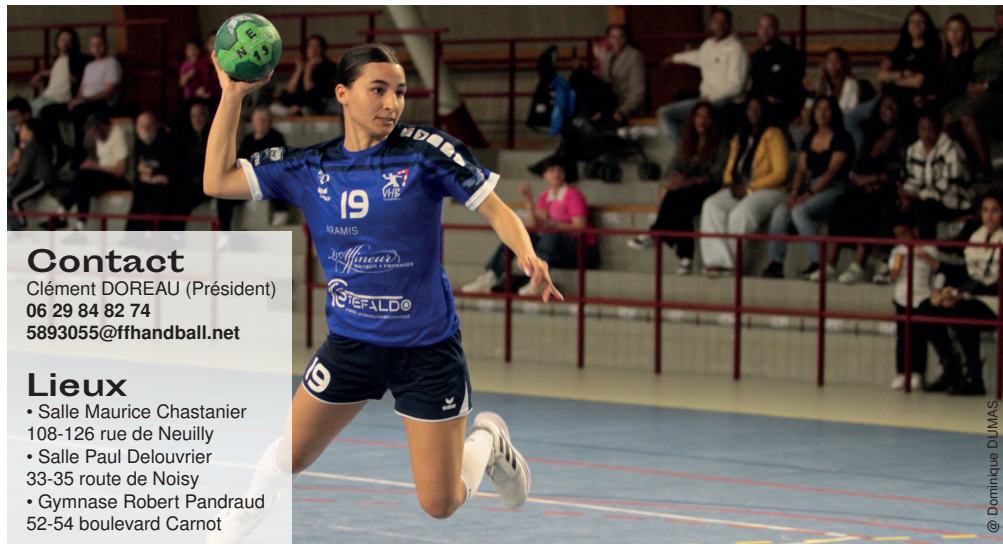 N E
19
19
VHB
ARAMIS
L'Affineur
TEFALDO
19
Contact
Clément DOREAU (Président)
06 29 84 82 74
5893055@ffhandball.net
Lieux
• Salle Maurice Chastanier
108-126 rue de Neuilly
• Salle Paul Delouvrier
33-35 route de Noisy
• Gymnase Robert Pandraud
52-54 boulevard Carnot
@ Dominique DUMAS